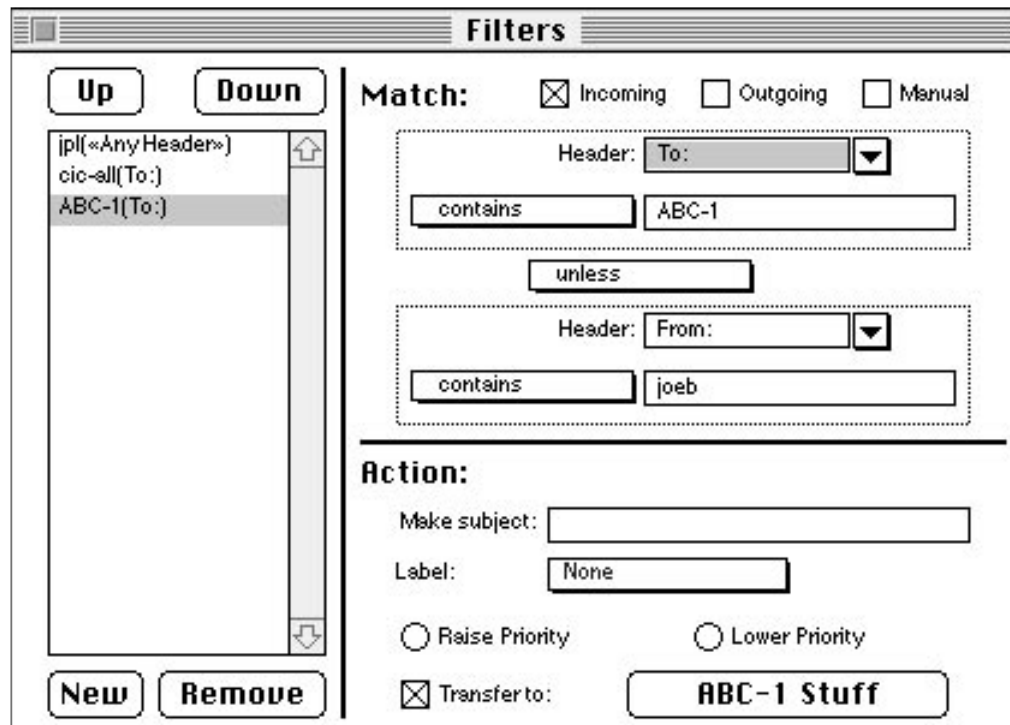 Filters
Up Down
jpl(«Any Header»)
cic-all(To:)
ABC-1(To:)
New Remove
Match: Incoming Outgoing Manual
Header: To:
contains ABC-1
unless
Header: From:
contains joeb
Action:
Make subject:
Label: None
Raise Priority Lower Priority
Transfer to: ABC-1 Stuff